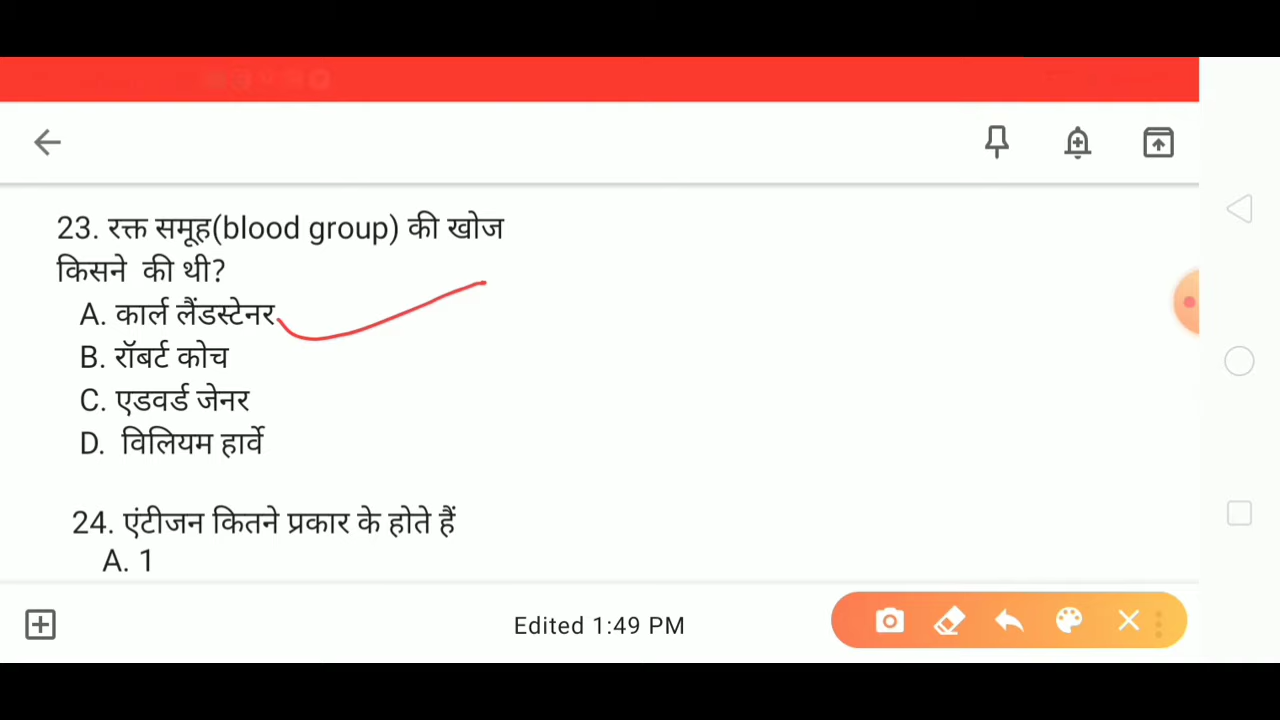 23. रक्त समूह(blood group) की खोज
किसने की थी?
A. कार्ल लैंडस्टेनर
B. रॉबर्ट कोच
C. एडवर्ड जेनर
D. विलियम हार्वे
24. एंटीजन कितने प्रकार के होते हैं
A. 1
Edited 1:49 PM